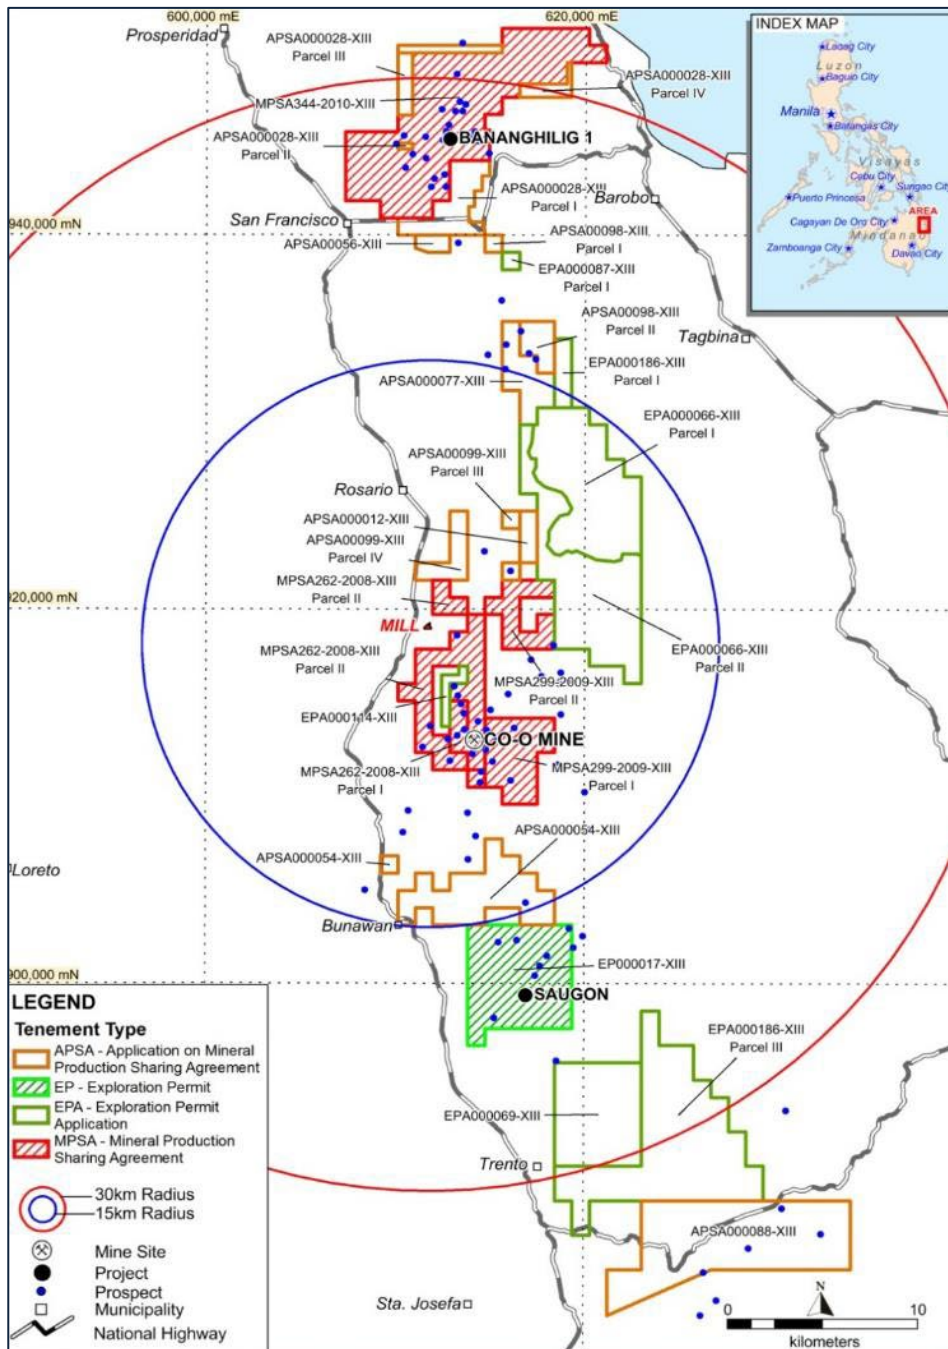 600,000 mE
620,000 mE
Prosperidad
APSA000028-XIII
Parcel III
APSA000028-XIII
Parcel IV
MPSA344-2010-XIII
APSA000028-XIII
Parcel II
BANANGHILIG 1
APSA000028-XIII
Parcel I
Barobo
San Francisco
940,000 mN
APSA00056-XIII
APSA00098-XIII
Parcel I
EPA000087-XIII
Parcel I
APSA00098-XIII
Parcel II
Tagbina
EPA000186-XIII
Parcel I
APSA000077-XIII
EPA000066-XIII
Parcel I
APSA00099-XIII
Parcel III
Rosario
APSA000012-XIII
APSA00099-XIII
Parcel IV
MPSA262-2008-XIII
Parcel II
920,000 mN
MILL
MPSA262-2008-XIII
Parcel II
EPA000066-XIII
Parcel II
MPSA299-2009-XIII
Parcel II
EPA000114-XIII
CO-O MINE
MPSA262-2008-XIII
Parcel I
MPSA299-2009-XIII
Parcel I
APSA000054-XIII
APSA000054-XIII
Loreto
Bunawan
EP000017-XIII
900,000 mN
SAUGON
EPA000186-XIII
Parcel III
EPA000069-XIII
Trento
APSA000088-XIII
Sta. Josefa
INDEX MAP
Laoag City
Luzon
Baguio City
Manila
Batangas City
Visayas
Cebu City
Puerto Princesa
Surigao City
AREA
Cagayan De Oro City
Mindanao
Zamboanga City
Davao City
LEGEND
Tenement Type
APSA - Application on Mineral
Production Sharing Agreement
EP - Exploration Permit
EPA - Exploration Permit
Application
MPSA - Mineral Production
Sharing Agreement
30km Radius
15km Radius
Mine Site
Project
Prospect
Municipality
National Highway
N
0 10
kilometers